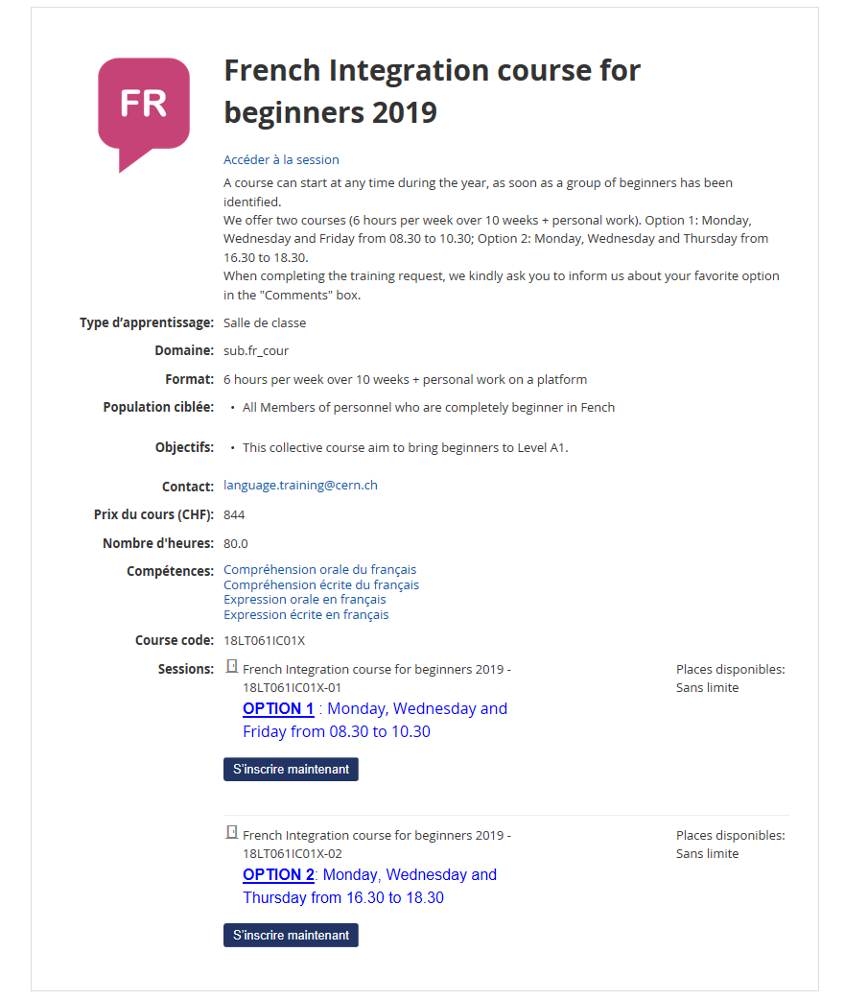 FR
French Integration course for
beginners 2019
Accéder à la session
A course can start at any time during the year, as soon as a group of beginners has been
identified.
We offer two courses (6 hours per week over 10 weeks + personal work). Option 1: Monday,
Wednesday and Friday from 08.30 to 10.30; Option 2: Monday, Wednesday and Thursday from
16.30 to 18.30.
When completing the training request, we kindly ask you to inform us about your favorite option
in the "Comments" box.
Type d’apprentissage: Salle de classe
Domaine: sub.fr_cour
Format: 6 hours per week over 10 weeks + personal work on a platform
Population ciblée: • All Members of personnel who are completely beginner in Fench
Objectifs: • This collective course aim to bring beginners to Level A1.
Contact: language.training@cern.ch
Prix du cours (CHF): 844
Nombre d'heures: 80.0
Compétences: Compréhension orale du français
Compréhension écrite du français
Expression orale en français
Expression écrite en français
Course code: 18LT061IC01X
Sessions: French Integration course for beginners 2019 - Places disponibles:
18LT061IC01X-01 Sans limite
OPTION 1 : Monday, Wednesday and
Friday from 08.30 to 10.30
S'inscrire maintenant
French Integration course for beginners 2019 - Places disponibles:
18LT061IC01X-02 Sans limite
OPTION 2: Monday, Wednesday and
Thursday from 16.30 to 18.30
S'inscrire maintenant